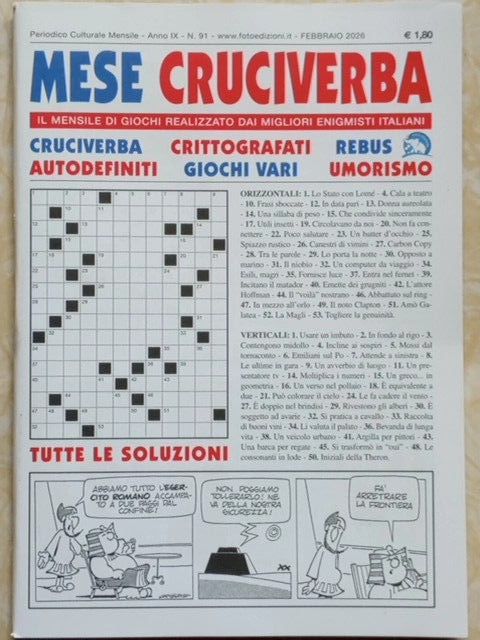 Periodico Culturale Mensile - Anno IX - N. 91 - www.fotoedizioni.it - FEBBRAIO 2026 € 1,80
MESE CRUCIVERBA
IL MENSILE DI GIOCHI REALIZZATO DAI MIGLIORI ENIGMISTI ITALIANI
CRUCIVERBA CRITTOGRAFATI REBUS
AUTODEFINITI GIOCHI VARI UMORISMO
ORIZZONTALI: 1. Lo Stato con Lomé - 4. Cala a teatro
- 10. Frasi sboccate - 12. In data pari - 13. Donna aureolata
- 14. Una sillaba di peso - 15. Che condivide sinceramente
- 17. Utili insetti - 19. Circolavano da noi - 20. Non fa con-
nettere - 22. Poco salutare - 23. Un butter d'occhio - 25.
Spiazzo rustico - 26. Canestri di vimini - 27. Carbon Copy
- 28. Tra le parole - 29. Lo porta la notte - 30. Opposto a
marino - 31. Il niobio - 32. Un computer da viaggio - 34.
Esili, magri - 35. Fornisce luce - 37. Entra nel fernet - 39.
Incitano il matador - 40. Emette dei grugniti - 42. L'attore
Hoffman - 44. Il "voilà" nostrano - 46. Abbattuto sul ring -
47. In mezzo all'orlo - 49. Il noto Clapton - 51. Amò Ga-
latea - 52. La Magli - 53. Togliere la genuinità.
VERTICALI: 1. Usare un imbuto - 2. In fondo al rigo - 3.
Contengono midollo - 4. Incline ai sospiri - 5. Mossi dal
tornaconto - 6. Emiliani sul Po - 7. Attende a sinistra - 8.
Le ultime in gara - 9. Un avverbio di luogo - 11. Un pre-
sentatore tv - 14. Moltiplica i numeri - 15. Un greco... in
geometria - 16. Un verso nel pollaio - 18. È equivalente a
due - 21. Può colorare il cielo - 24. Le fa cadere il vento -
27. È doppio nel brindisi - 29. Rivestono gli alberi - 30. È
soggetto ad avarie - 32. Si pratica a cavallo - 33. Raccolta
di buoni vini - 34. Li valuta il palato - 36. Bevanda di lunga
vita - 38. Un veicolo urbano - 41. Argilla per pittori - 43.
Una barca per regate - 45. Si trasformò in "oui" - 48. Le
consonanti in lode - 50. Iniziali della Theron.
TUTTE LE SOLUZIONI
ABBIAMO TUTTO L'ESER-
CITO ROMANO ACCAMPA-
TO A DUE PASSI DAL
CONFINE!
NON POSSIAMO
TOLLERARLO! NE
VA DELLA NOSTRA
SICUREZZA!
FA'
ARRETRARE
LA FRONTIERA